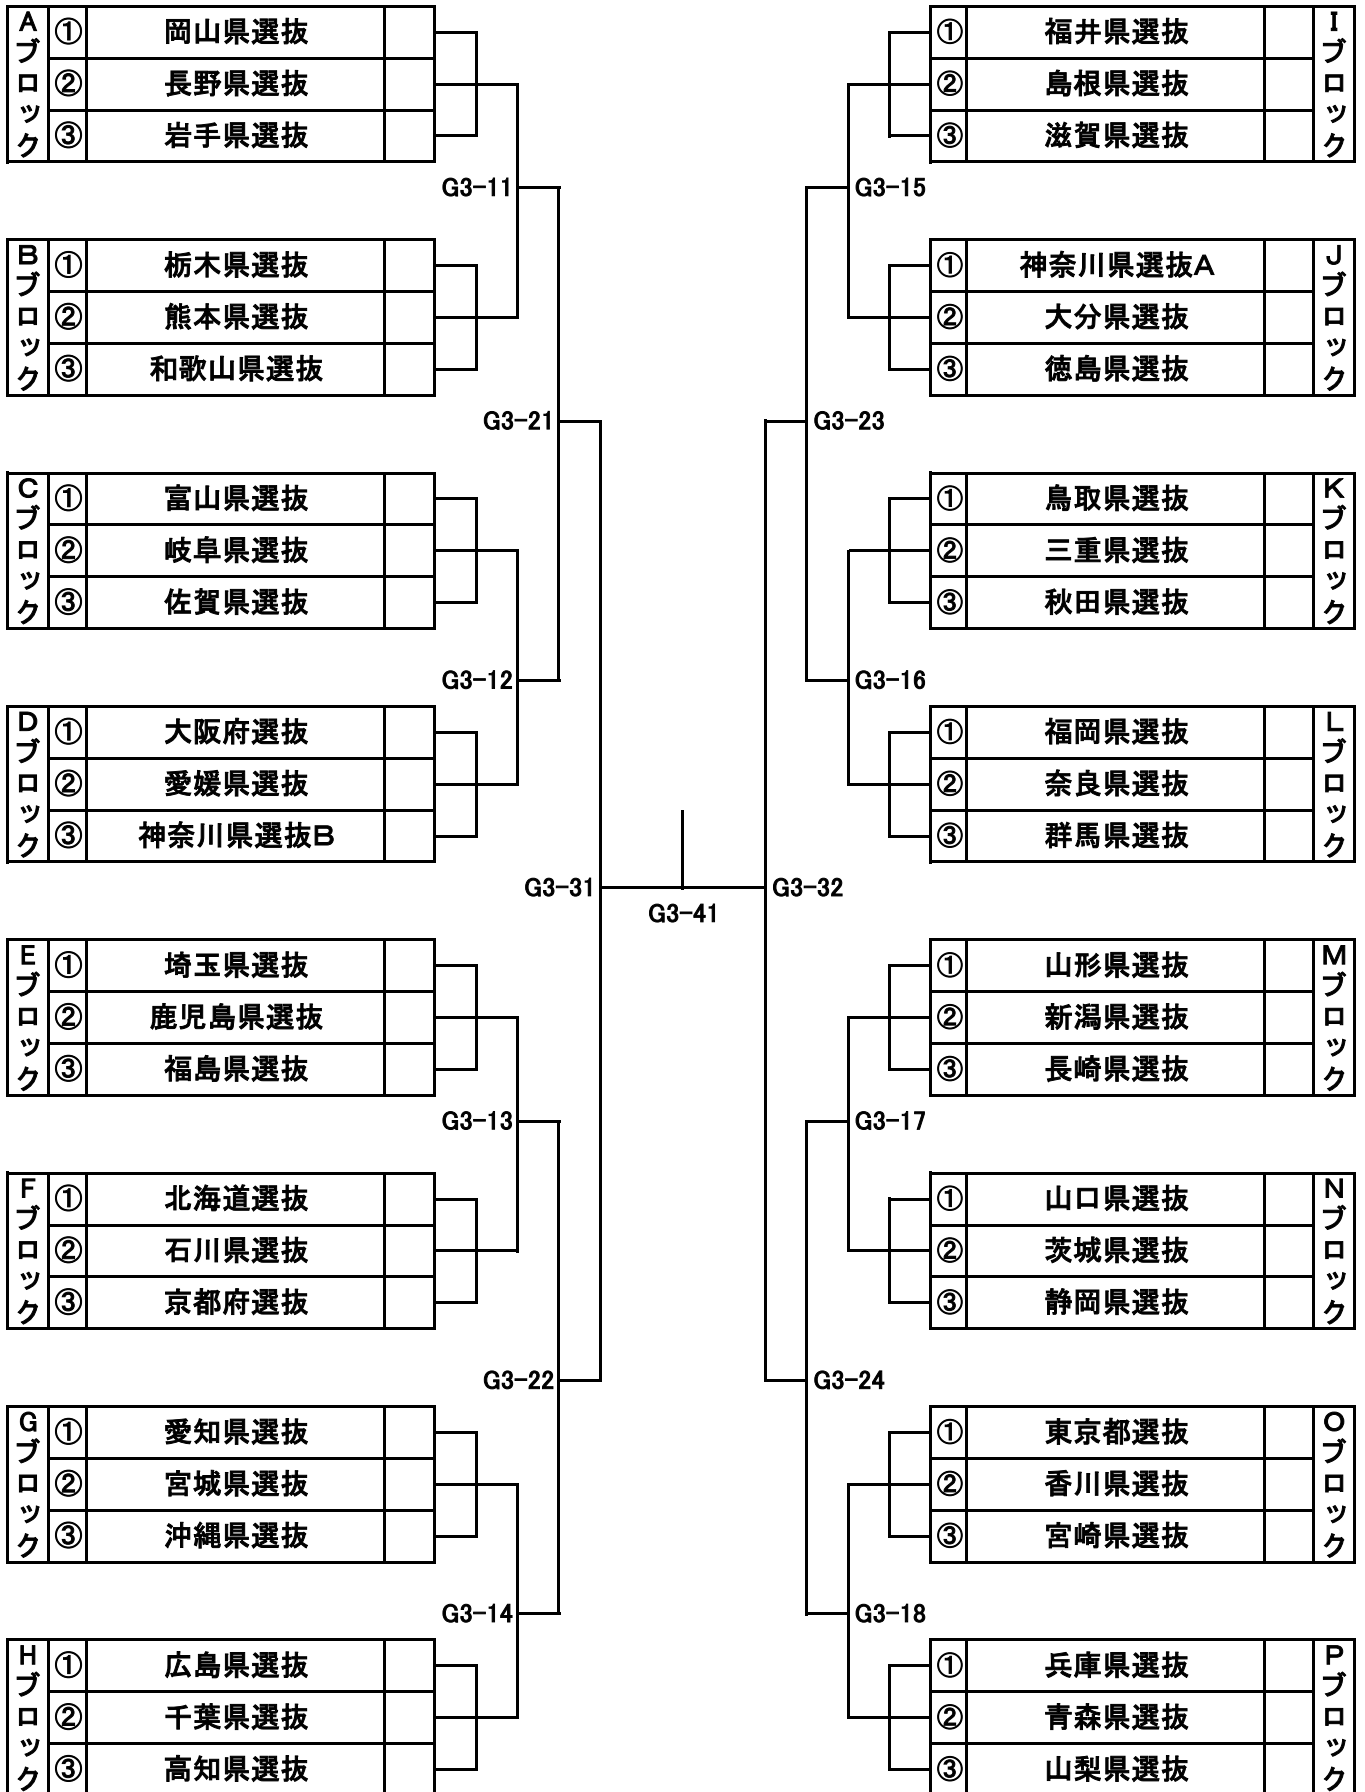 Aブロック
① 岡山県選抜
② 長野県選抜
③ 岩手県選抜
G3-11
Bブロック
① 栃木県選抜
② 熊本県選抜
③ 和歌山県選抜
G3-21
Cブロック
① 富山県選抜
② 岐阜県選抜
③ 佐賀県選抜
G3-12
Dブロック
① 大阪府選抜
② 愛媛県選抜
③ 神奈川県選抜B
G3-31
Eブロック
① 埼玉県選抜
② 鹿児島県選抜
③ 福島県選抜
G3-13
Fブロック
① 北海道選抜
② 石川県選抜
③ 京都府選抜
G3-22
Gブロック
① 愛知県選抜
② 宮城県選抜
③ 沖縄県選抜
G3-14
Hブロック
① 広島県選抜
② 千葉県選抜
③ 高知県選抜
G3-41
Iブロック
① 福井県選抜
② 島根県選抜
③ 滋賀県選抜
G3-15
Jブロック
① 神奈川県選抜A
② 大分県選抜
③ 徳島県選抜
G3-23
Kブロック
① 鳥取県選抜
② 三重県選抜
③ 秋田県選抜
G3-16
Lブロック
① 福岡県選抜
② 奈良県選抜
③ 群馬県選抜
G3-32
Mブロック
① 山形県選抜
② 新潟県選抜
③ 長崎県選抜
G3-17
Nブロック
① 山口県選抜
② 茨城県選抜
③ 静岡県選抜
G3-24
Oブロック
① 東京都選抜
② 香川県選抜
③ 宮崎県選抜
G3-18
Pブロック
① 兵庫県選抜
② 青森県選抜
③ 山梨県選抜